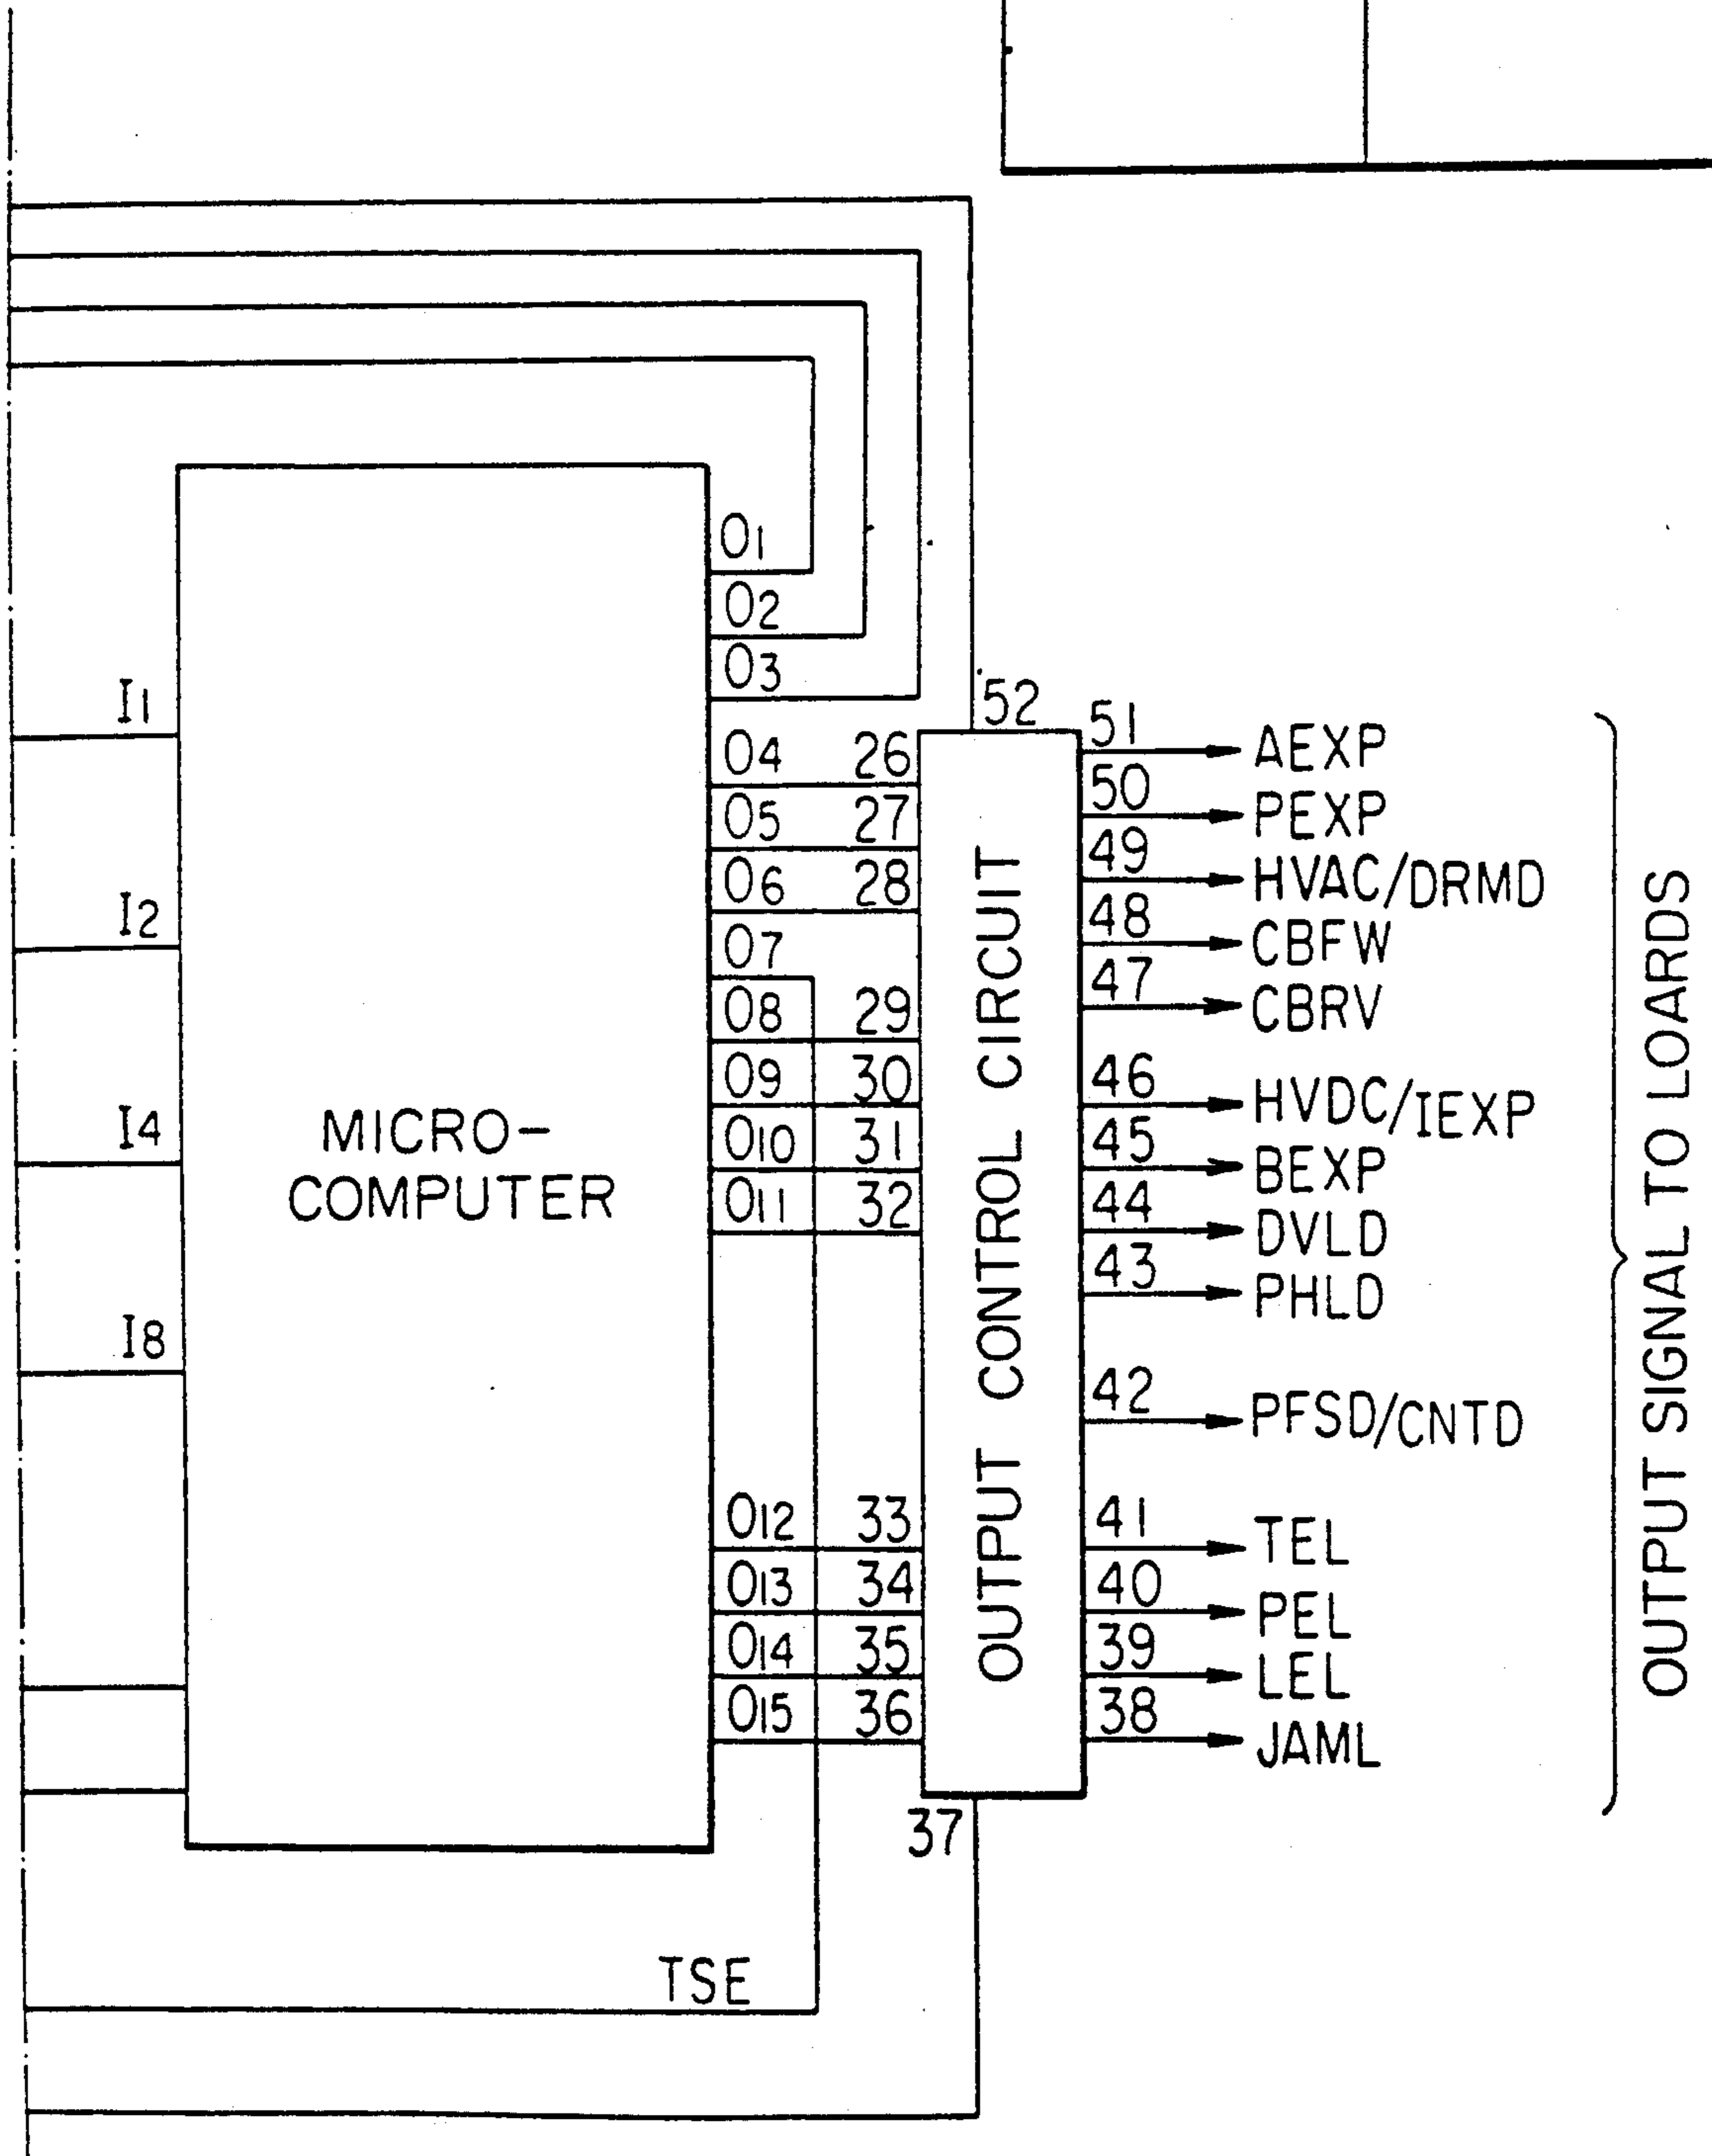 I1
I2
I4
I8
MICRO-
COMPUTER
O1
O2
O3
O4 26
O5 27
O6 28
O7
O8 29
O9 30
O10 31
O11 32
O12 33
O13 34
O14 35
O15 36
TSE
52
37
OUTPUT CONTROL CIRCUIT
51 AEXP
50 PEXP
49 HVAC/DRMD
48 CBFW
47 CBRV
46 HVDC/IEXP
45 BEXP
44 DVLD
43 PHLD
42 PFSD/CNTD
41 TEL
40 PEL
39 LEL
38 JAML
OUTPUT SIGNAL TO LOARDS